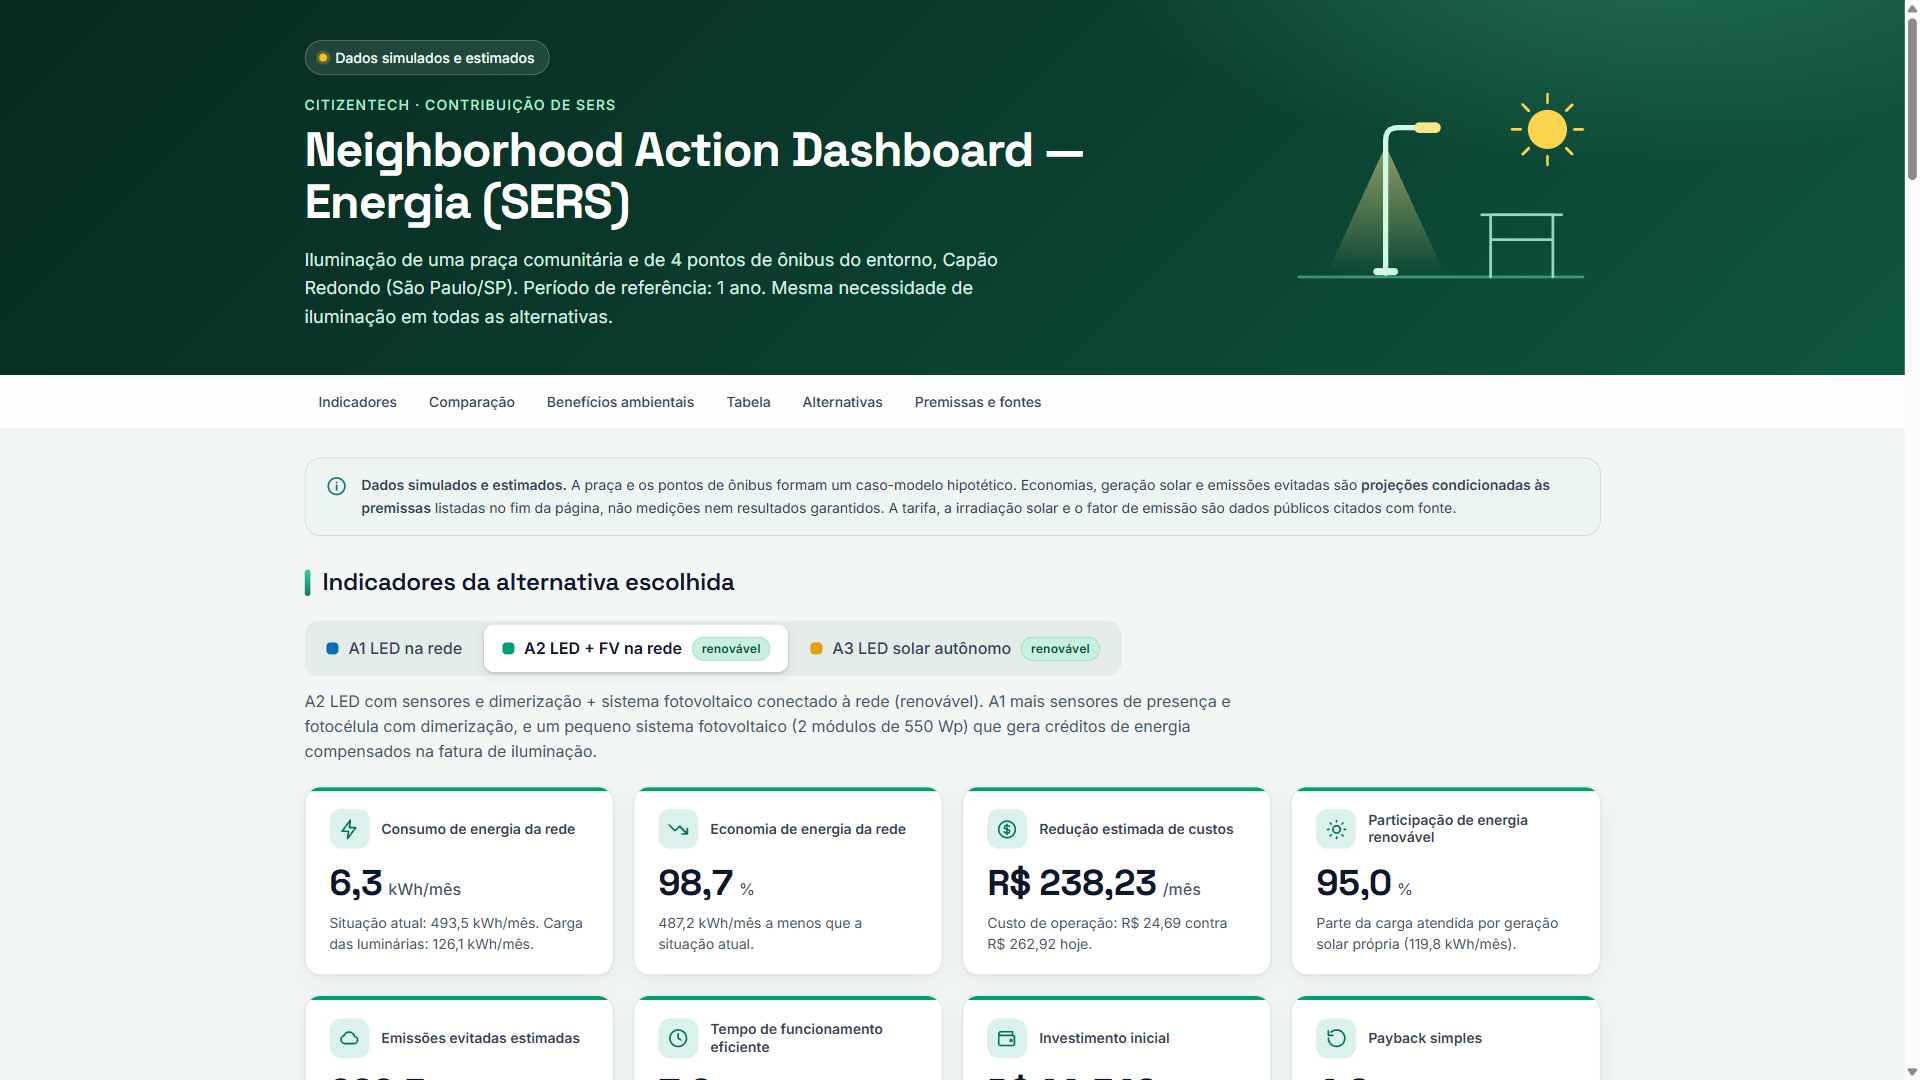 Dados simulados e estimados
CITIZENTECH · CONTRIBUIÇÃO DE SERS
Neighborhood Action Dashboard —
Energia (SERS)
Iluminação de uma praça comunitária e de 4 pontos de ônibus do entorno, Capão
Redondo (São Paulo/SP). Período de referência: 1 ano. Mesma necessidade de
iluminação em todas as alternativas.
Indicadores
Comparação
Benefícios ambientais
Tabela
Alternativas
Premissas e fontes
Dados simulados e estimados. A praça e os pontos de ônibus formam um caso-modelo hipotético. Economias, geração solar e emissões evitadas são projeções condicionadas às
premissas listadas no fim da página, não medições nem resultados garantidos. A tarifa, a irradiação solar e o fator de emissão são dados públicos citados com fonte.
Indicadores da alternativa escolhida
A1 LED na rede
A2 LED + FV na rede renovável
A3 LED solar autônomo renovável
A2 LED com sensores e dimerização + sistema fotovoltaico conectado à rede (renovável). A1 mais sensores de presença e
fotocélula com dimerização, e um pequeno sistema fotovoltaico (2 módulos de 550 Wp) que gera créditos de energia
compensados na fatura de iluminação.
Consumo de energia da rede
6,3 kWh/mês
Situação atual: 493,5 kWh/mês. Carga
das luminárias: 126,1 kWh/mês.
Economia de energia da rede
98,7 %
487,2 kWh/mês a menos que a
situação atual.
Redução estimada de custos
R$ 238,23 /mês
Custo de operação: R$ 24,69 contra
R$ 262,92 hoje.
Participação de energia
renovável
95,0 %
Parte da carga atendida por geração
solar própria (119,8 kWh/mês).
Emissões evitadas estimadas
Tempo de funcionamento
eficiente
Investimento inicial
Payback simples